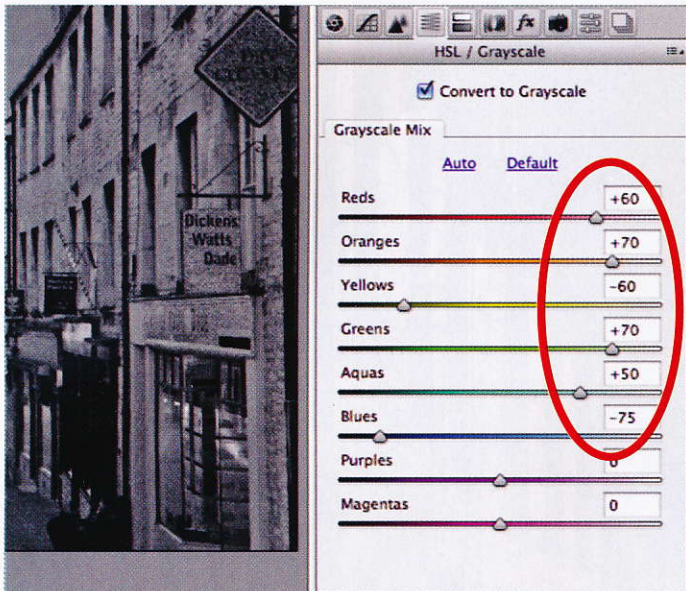 Dickens
Watts
Dade
fx
HSL / Grayscale
Convert to Grayscale
Grayscale Mix
Auto Default
Reds +60
Oranges +70
Yellows -60
Greens +70
Aquas +50
Blues -75
Purples 0
Magentas 0